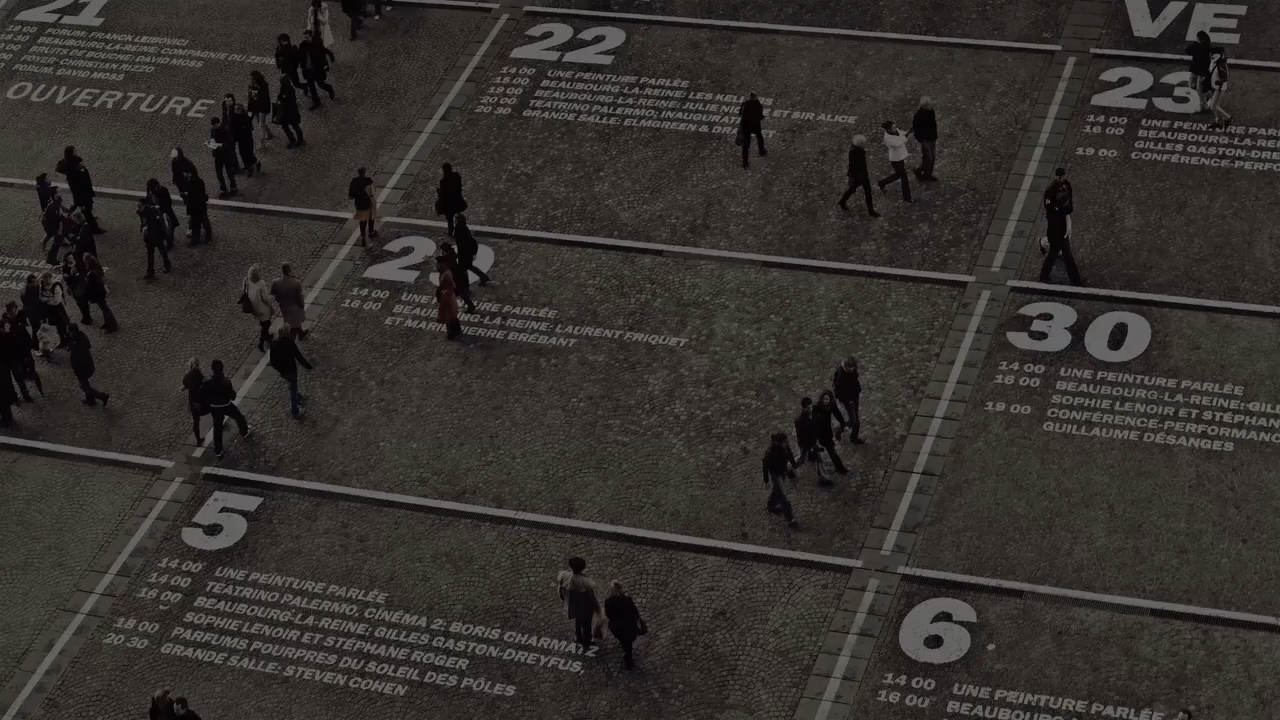 21
FORUM: FRANCK LEIBOVICI
BEAUBOURG-LA-REINE: COMPAGNIE DU
BRUITS DE BOUCHE: DAVID MOSS
FOYER: CHRISTIAN RIZZO
FORUM, DAVID MOSS
OUVERTURE
22
14 00 UNE PEINTURE PARLÉE
15 00 BEAUBOURG-LA-REINE: LES
19 00 BEAUBOURG-LA-REINE: JULIE ET SIR ALICE
20 00 TEATRINO PALERMO; INAUGURATI
20 30 GRANDE SALLE: ELMGREEN &
VE
23
14 00 UNE PEINTURE PAR
16 00 BEAUBOURG-LA-RE
GILLES GASTON-DRE
19 00 CONFÉRENCE-PERFO
29
14 00 UNE PEINTURE PARLÉE
16 00 BEAUBOURG-LA-REINE: LAURENT FRIQUET
ET MARIE-PIERRE BRÉBANT
30
14 00 UNE PEINTURE PARLÉE
16 00 BEAUBOURG-LA-REINE: GIL
SOPHIE LENOIR ET STÉPHAN
19 00 CONFÉRENCE-PERFORMANC
GUILLAUME DÉSANGES
5
14 00 UNE PEINTURE PARLÉE
14 00 TEATRINO PALERMO, CINÉMA 2: BORIS CHARMATZ
16 00 BEAUBOURG-LA-REINE; GILLES GASTON-DREYFUS,
SOPHIE LENOIR ET STÉPHANE ROGER
18 00 PARFUMS POURPRES DU SOLEIL DES PÔLES
20 30 GRANDE SALLE: STEVEN COHEN
6
14 00 UNE PEINTURE PARLÉE
16 00 BEAUBOURG-LA-REINE